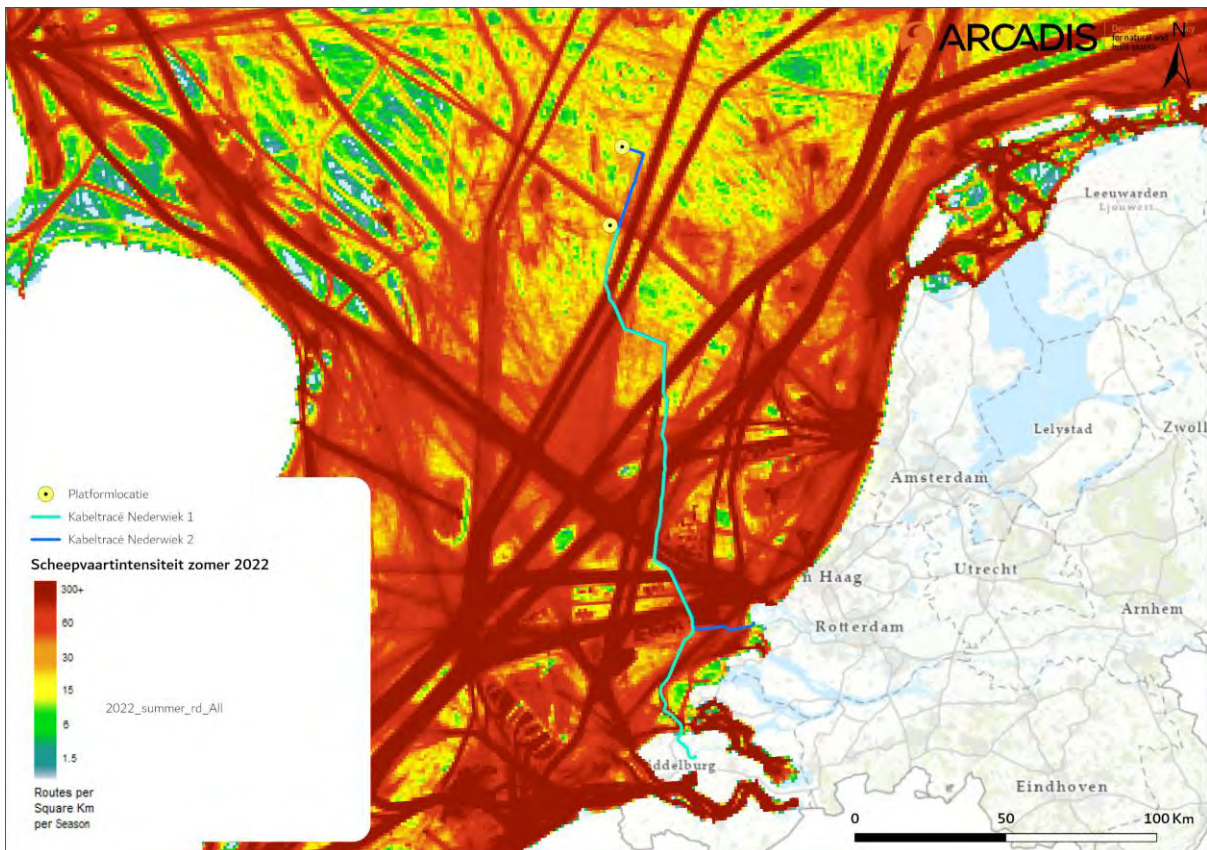 ARCADIS
N
Leeuwarden
Ljouwert
Lelystad
Zwoll
Amsterdam
Platformlocatie
Kabeltracé Nederwiek 1
Kabeltracé Nederwiek 2
Scheepvaartintensiteit zomer 2022
300+
60
30
15
6
1.5
2022_summer_rd_All
Routes per
Square Km
per Season
n Haag
Utrecht
Arnhem
Rotterdam
iddelburg
Eindhoven
0
50
100 Km